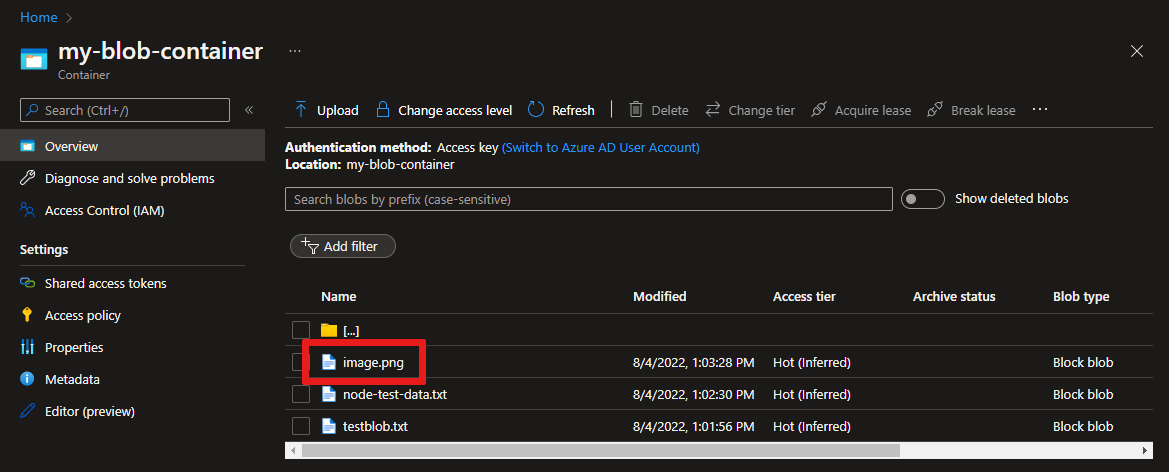 Home >
my-blob-container ...
Container
Search (Ctrl+/) «
Overview
Diagnose and solve problems
Access Control (IAM)
Settings
Shared access tokens
Access policy
Properties
Metadata
Editor (preview)
Upload Change access level Refresh Delete Change tier Acquire lease Break lease ...
Authentication method: Access key (Switch to Azure AD User Account)
Location: my-blob-container
Search blobs by prefix (case-sensitive) Show deleted blobs
Add filter
Name Modified Access tier Archive status Blob type
[...]
image.png 8/4/2022, 1:03:28 PM Hot (Inferred) Block blob
node-test-data.txt 8/4/2022, 1:02:30 PM Hot (Inferred) Block blob
testblob.txt 8/4/2022, 1:01:56 PM Hot (Inferred) Block blob